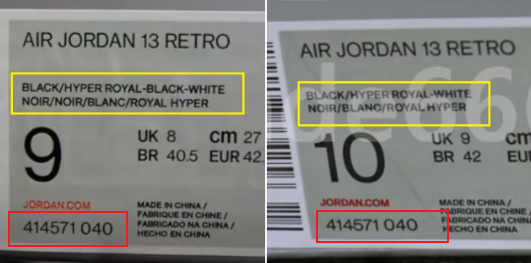 AIR JORDAN 13 RETRO
BLACK/HYPER ROYAL-BLACK-WHITE
NOIR/NOIR/BLANC/ROYAL HYPER
9
UK 8 cm 27
BR 40.5 EUR 42.
JORDAN.COM
414571 040
MADE IN CHINA /
FABRIQUE EN CHINE /
FABRICADO NA CHINA /
HECHO EN CHINA
AIR JORDAN 13 RETRO
BLACK/HYPER ROYAL-WHITE
NOIR/BLANC/ROYAL HYPER
10
UK 9 cm
BR 42 EUR
JORDAN.COM
414571 040
MADE IN CHINA /
FABRIQUE EN CHINE /
FABRICADO NA CHINA /
HECHO EN CHINA